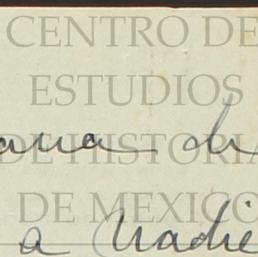 CENTRO DE
ESTUDIOS
DE HISTORIA
DE MEXICO
a Nadie